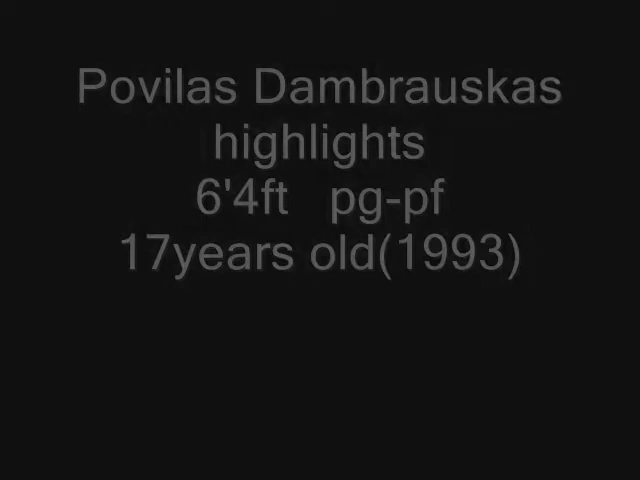 Povilas Dambrauskas
highlights
6'4ft   pg-pf
17years old(1993)